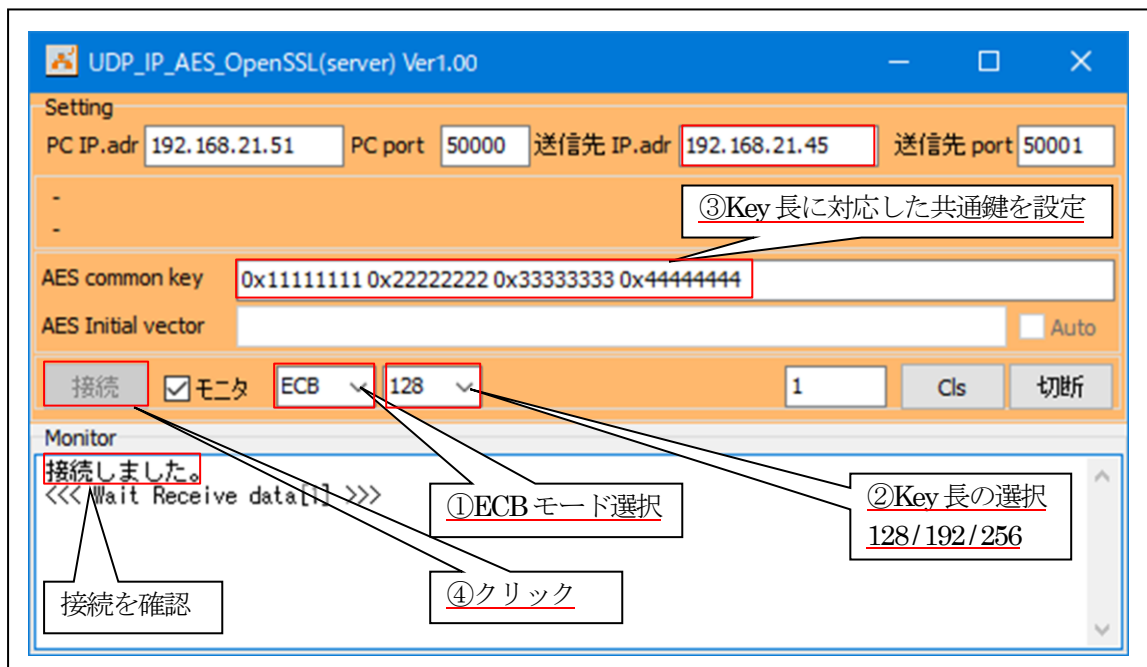 UDP_IP_AES_OpenSSL(server) Ver1.00
Setting
PC IP.adr 192.168.21.51 PC port 50000 送信先 IP.adr 192.168.21.45 送信先 port 50001
-
-
③Key 長に対応した共通鍵を設定
AES common key 0x11111111 0x22222222 0x33333333 0x44444444
AES Initial vector Auto
接続 モニタ ECB 128 1 Cls 切断
Monitor
接続しました。
<<< Wait Receive data[1] >>>
①ECB モード選択
②Key 長の選択
128/192/256
接続を確認
④クリック